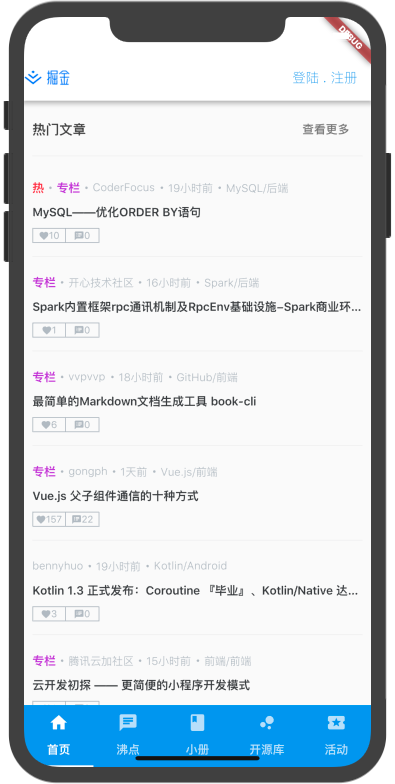 DEBUG
掘金
登陆 . 注册
热门文章
查看更多
热 • 专栏 • CoderFocus • 19小时前 • MySQL/后端
MySQL——优化ORDER BY语句
10 0
专栏 • 开心技术社区 • 16小时前 • Spark/后端
Spark内置框架rpc通讯机制及RpcEnv基础设施-Spark商业环...
1 0
专栏 • vvpvvp • 18小时前 • GitHub/前端
最简单的Markdown文档生成工具 book-cli
6 0
专栏 • gongph • 1天前 • Vue.js/前端
Vue.js 父子组件通信的十种方式
157 22
bennyhuo • 19小时前 • Kotlin/Android
Kotlin 1.3 正式发布：Coroutine 『毕业』、Kotlin/Native 达...
3 0
专栏 • 腾讯云加社区 • 15小时前 • 前端/前端
云开发初探 —— 更简便的小程序开发模式
首页 沸点 小册 开源库 活动